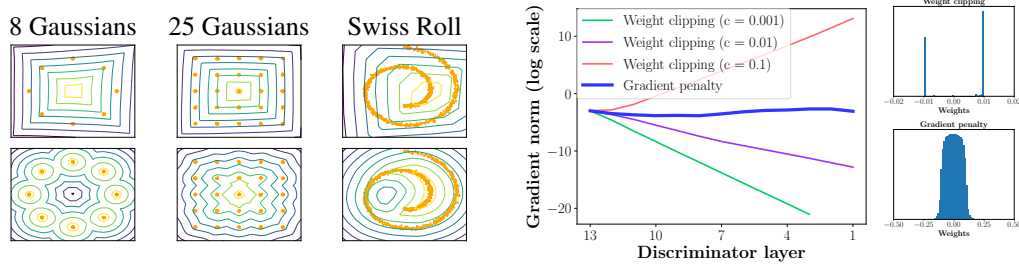 8 Gaussians
25 Gaussians
Swiss Roll
Gradient norm (log scale)
10
0
−10
−20
Weight clipping (c = 0.001)
Weight clipping (c = 0.01)
Weight clipping (c = 0.1)
Gradient penalty
13
10
7
4
1
Discriminator layer
Weight clipping
−0.02
−0.01
0.00
0.01
0.02
Weights
Gradient penalty
−0.50
−0.25
0.00
0.25
0.50
Weights